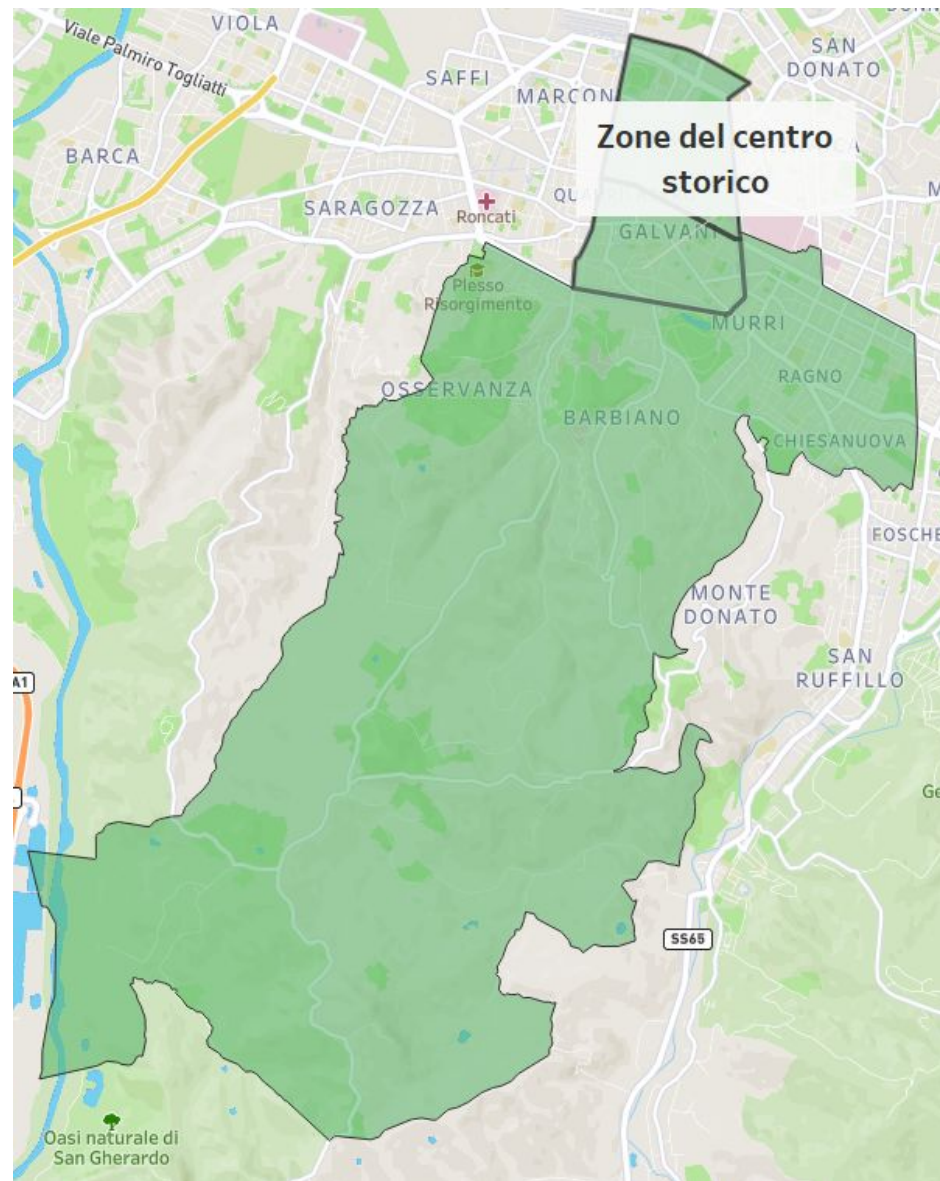 VIOLA
Viale Palmiro Togliatti
SAFFI
SAN
DONATO
MARCON
BARCA
Zone del centro
storico
SARAGOZZA
Roncati
QU
GALVANI
Plesso
Risorgimento
MURRI
OSSERVANZA
RAGNO
BARBIANO
CHIESANUOVA
FOSCHE
MONTE
DONATO
SAN
RUFFILLO
A1
Ge
SS65
Oasi naturale di
San Gherardo